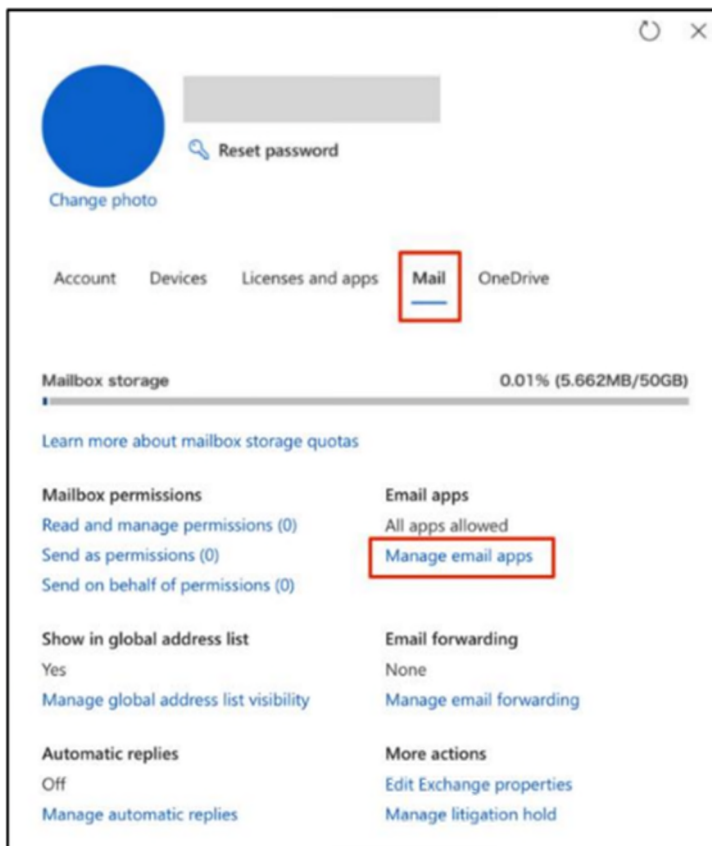 Reset password
Change photo
Account Devices Licenses and apps Mail OneDrive
Mailbox storage 0.01% (5.662MB/50GB)
Learn more about mailbox storage quotas
Mailbox permissions
Read and manage permissions (0)
Send as permissions (0)
Send on behalf of permissions (0)
Email apps
All apps allowed
Manage email apps
Show in global address list
Yes
Manage global address list visibility
Email forwarding
None
Manage email forwarding
Automatic replies
Off
Manage automatic replies
More actions
Edit Exchange properties
Manage litigation hold